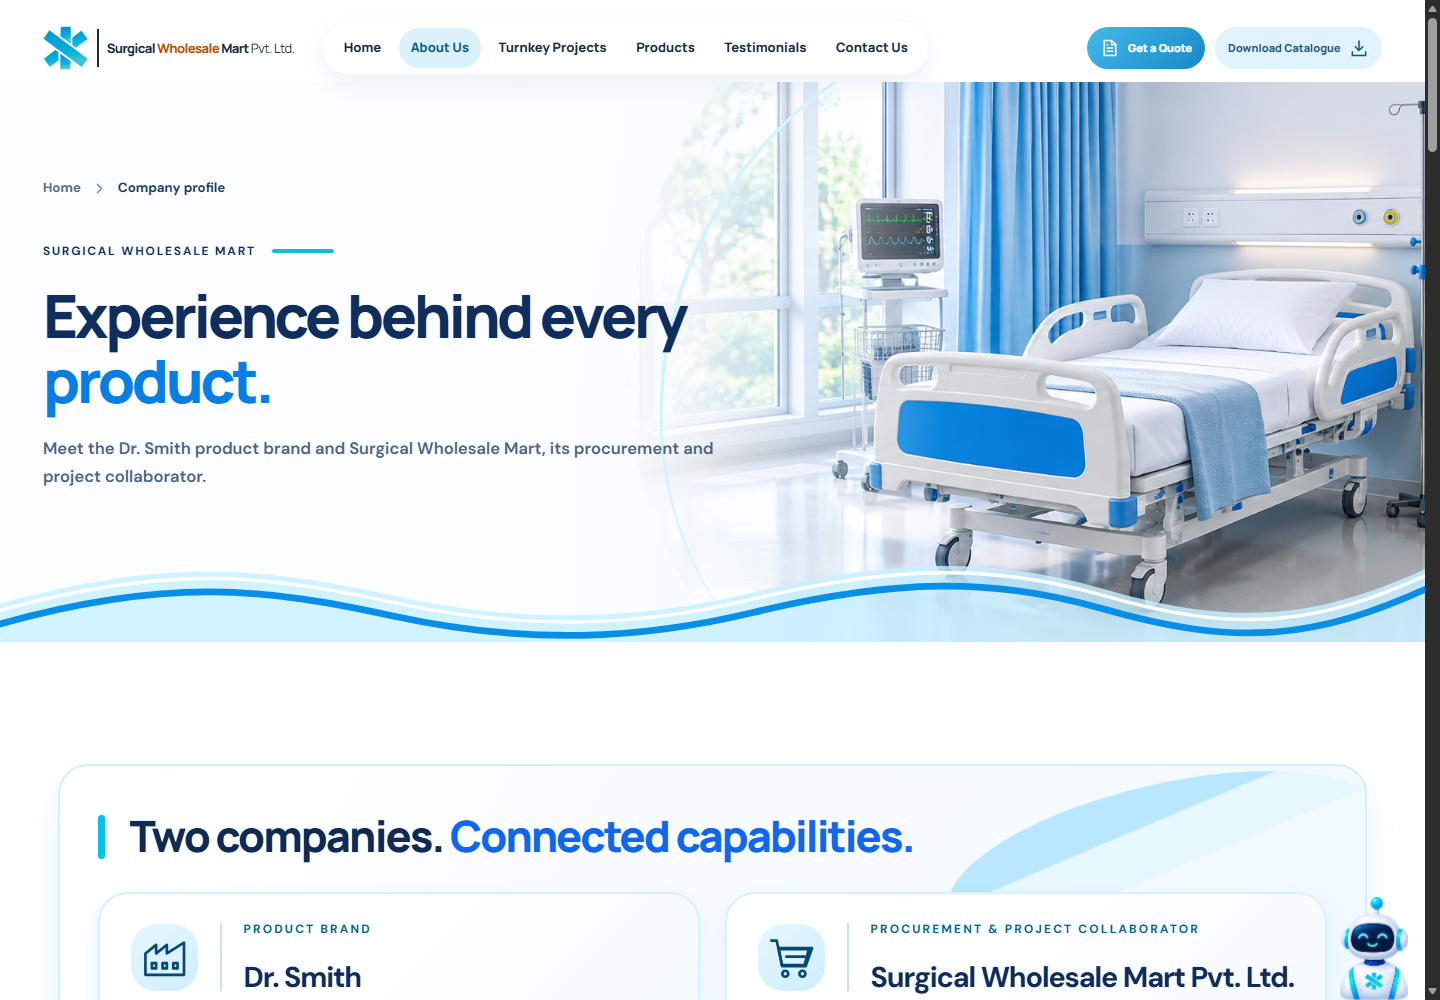 Surgical Wholesale Mart Pvt. Ltd.
Home
About Us
Turnkey Projects
Products
Testimonials
Contact Us
Get a Quote
Download Catalogue
Home
Company profile
SURGICAL WHOLESALE MART
Experience behind every
product.
Meet the Dr. Smith product brand and Surgical Wholesale Mart, its procurement and
project collaborator.
Two companies. Connected capabilities.
PRODUCT BRAND
Dr. Smith
PROCUREMENT & PROJECT COLLABORATOR
Surgical Wholesale Mart Pvt. Ltd.